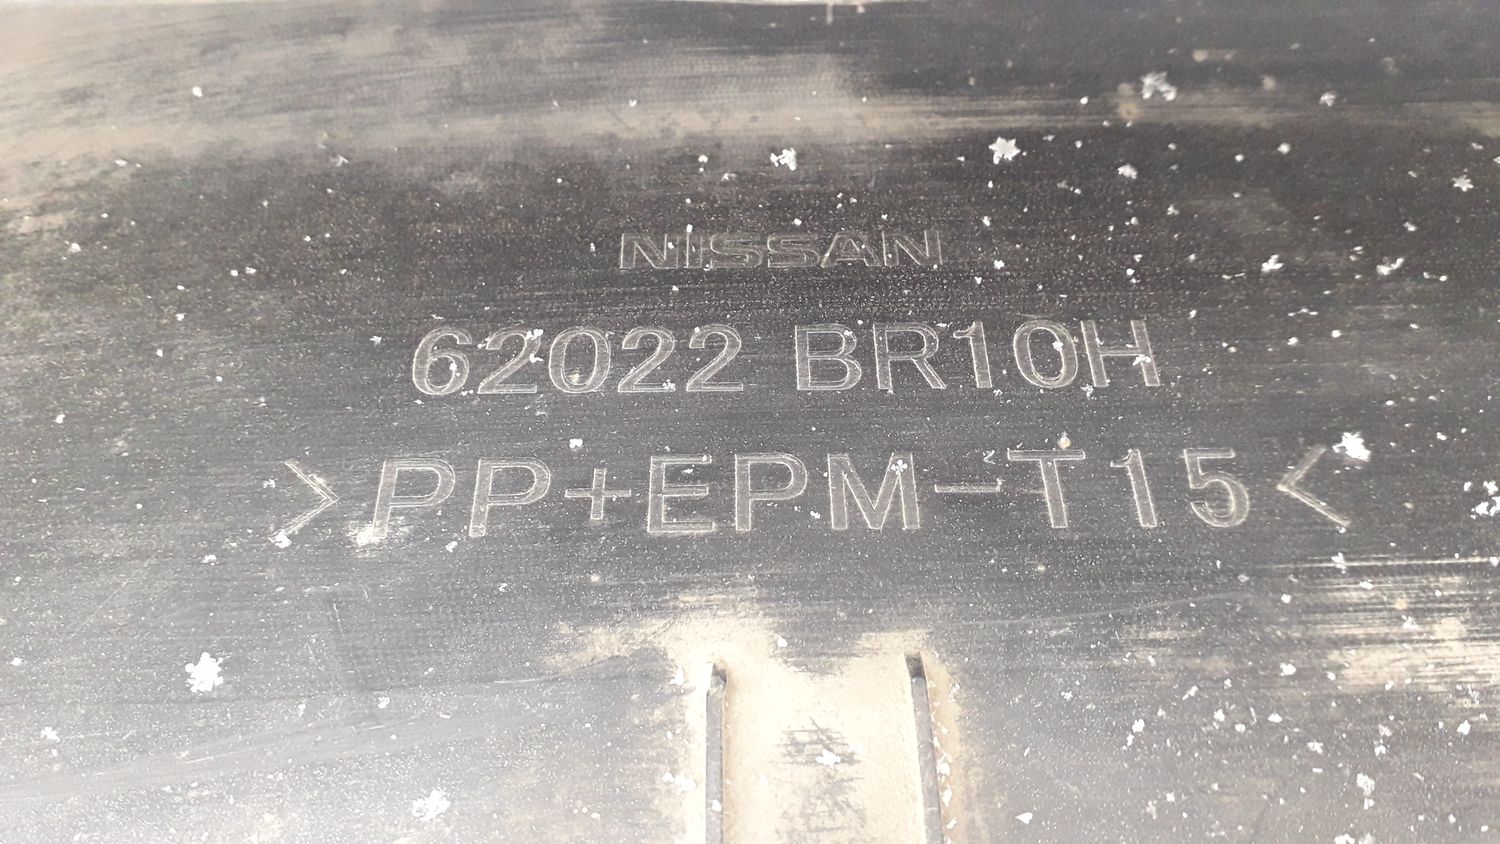 NISSAN
62022 BR10H
>PP+EPM-T15<